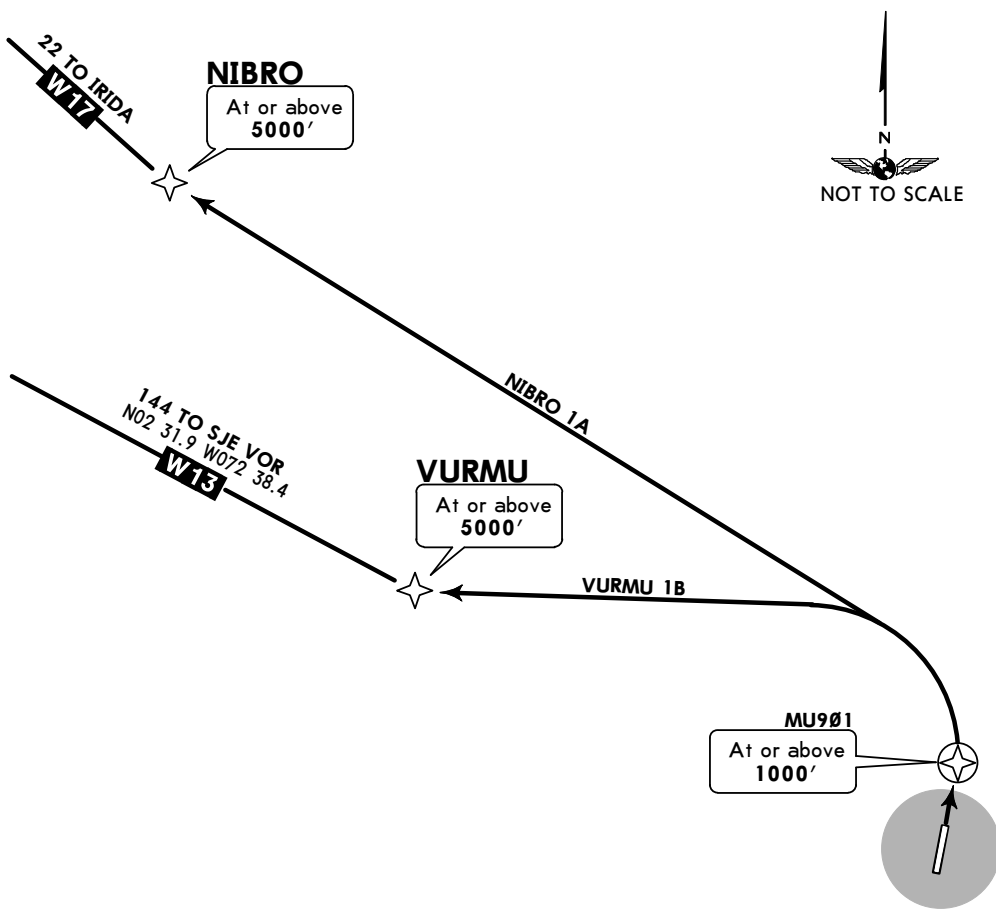 22 TO IRIDA
W17
NIBRO
At or above
5000′
N
NOT TO SCALE
NIBRO 1A
144 TO SJE VOR
N02 31.9 W072 38.4
W13
VURMU
At or above
5000′
VURMU 1B
MU9Ø1
At or above
1000′